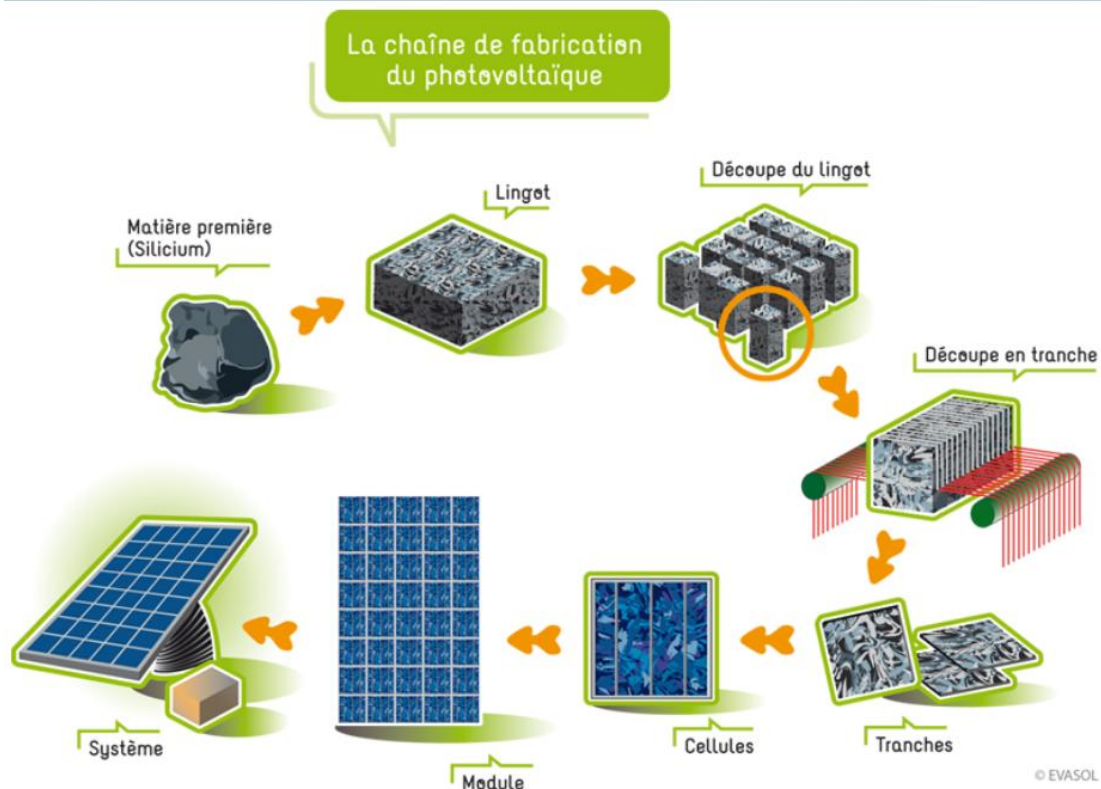 La chaîne de fabrication
du photovoltaïque
Matière première
(Silicium)
Lingot
Découpe du lingot
Découpe en tranche
Tranches
Cellules
Module
Système
© EVASOL